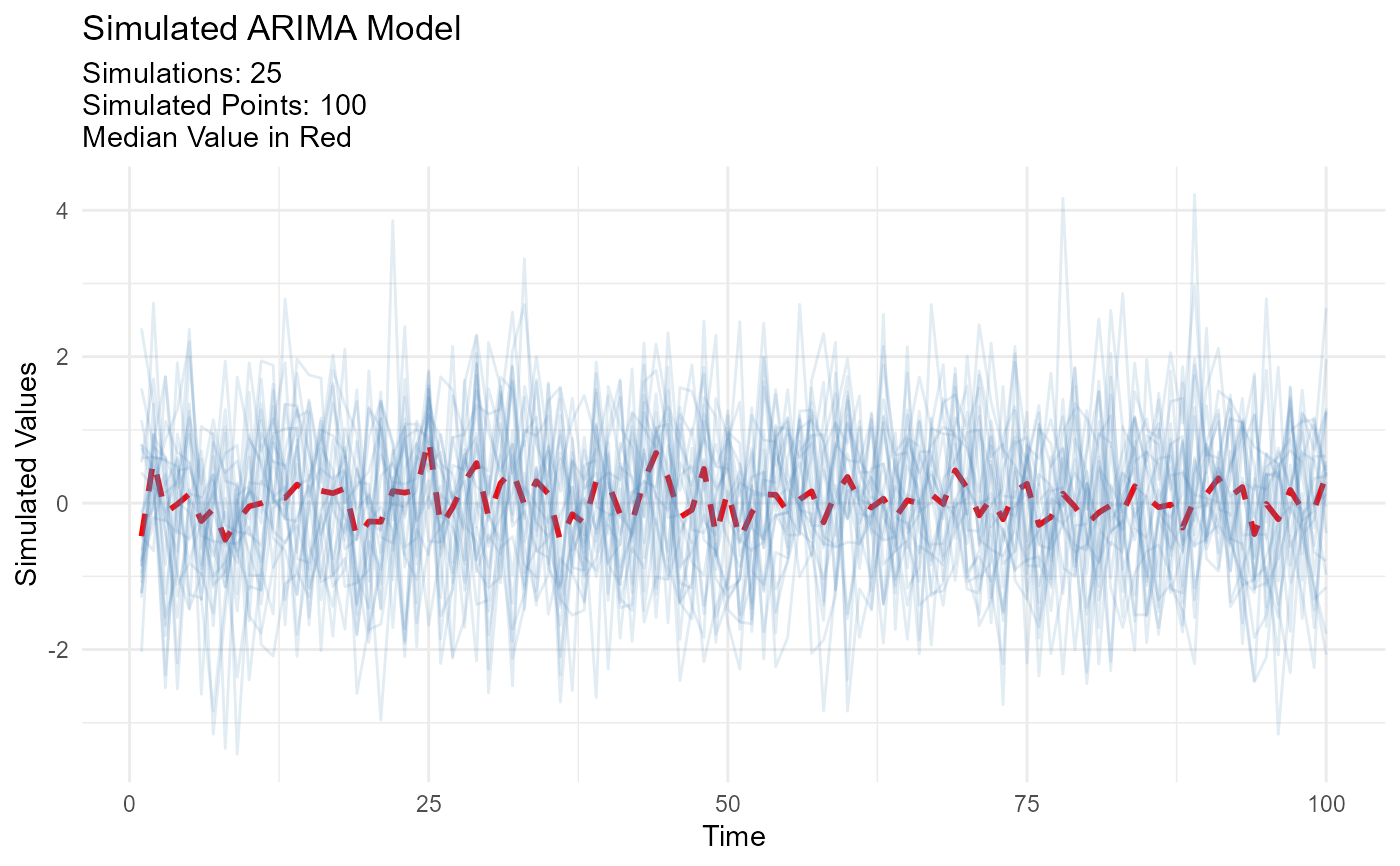 Simulated ARIMA Model
Simulations: 25
Simulated Points: 100
Median Value in Red
4
2
0
-2
Simulated Values
0
25
50
75
100
Time